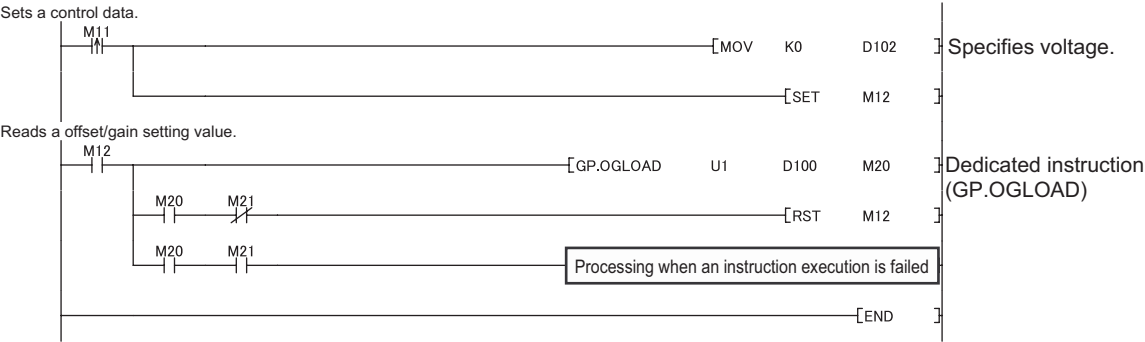 Sets a control data.
M11
MOV K0 D102 Specifies voltage.
SET M12
Reads a offset/gain setting value.
M12
GP.OGLOAD U1 D100 M20 Dedicated instruction
(GP.OGLOAD)
M20 M21
RST M12
M20 M21
Processing when an instruction execution is failed
END